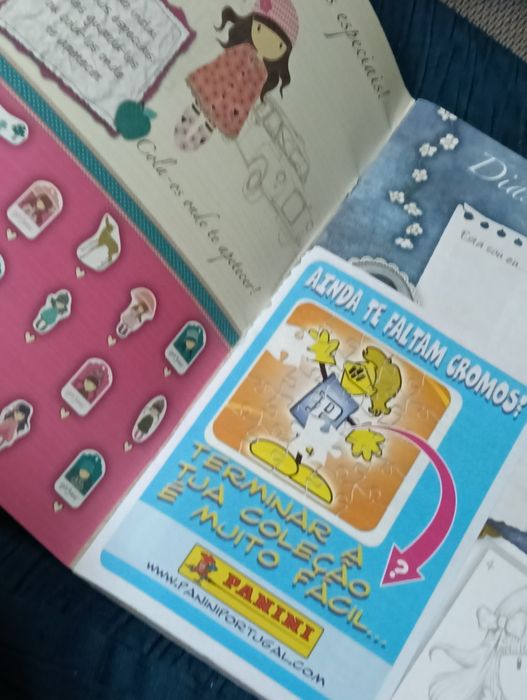 especiais!
Cola-os onde te apetecer!
Esta sou eu
AINDA TE FALTAM CROMOS?
P
TERMINAR A
TUA COLEÇÃO
É MUITO FÁCIL...
?
PANINI
WWW.PANINIPORTUGAL.COM
4